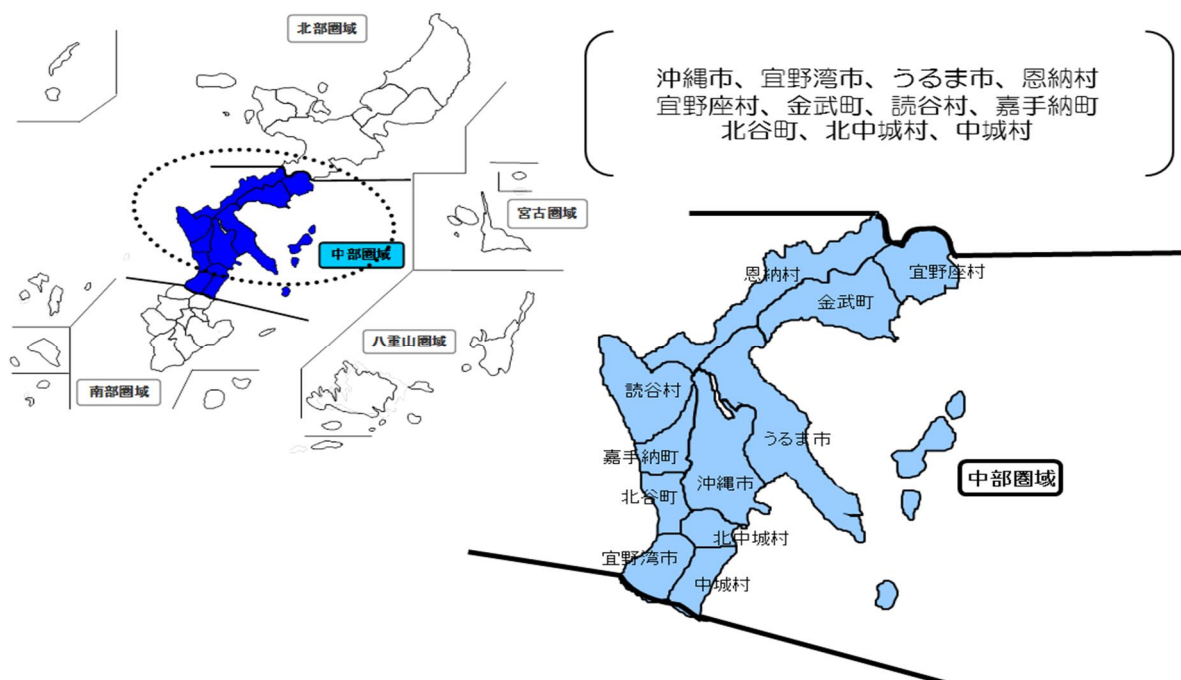 北部圏域
宮古圏域
中部圏域
八重山圏域
南部圏域
沖縄市、宜野湾市、うるま市、恩納村
宜野座村、金武町、読谷村、嘉手納町
北谷町、北中城村、中城村
恩納村
宜野座村
金武町
読谷村
うるま市
嘉手納町
沖縄市
北谷町
中部圏域
北中城村
宜野湾市
中城村